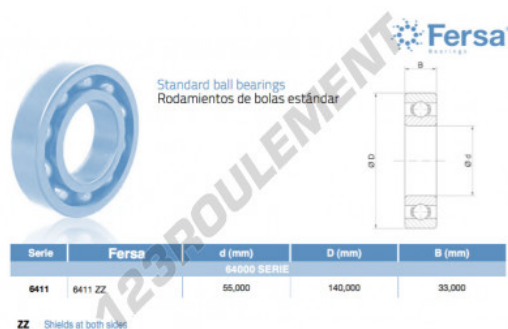 Fersa
Bearings
Standard ball bearings
Rodamientos de bolas estándar
B
Ø D
Ø d
Serie Fersa d (mm) D (mm) B (mm)
64000 SERIE
6411 6411 ZZ 55,000 140,000 33,000
ZZ Shields at both sides
123ROULEMENT